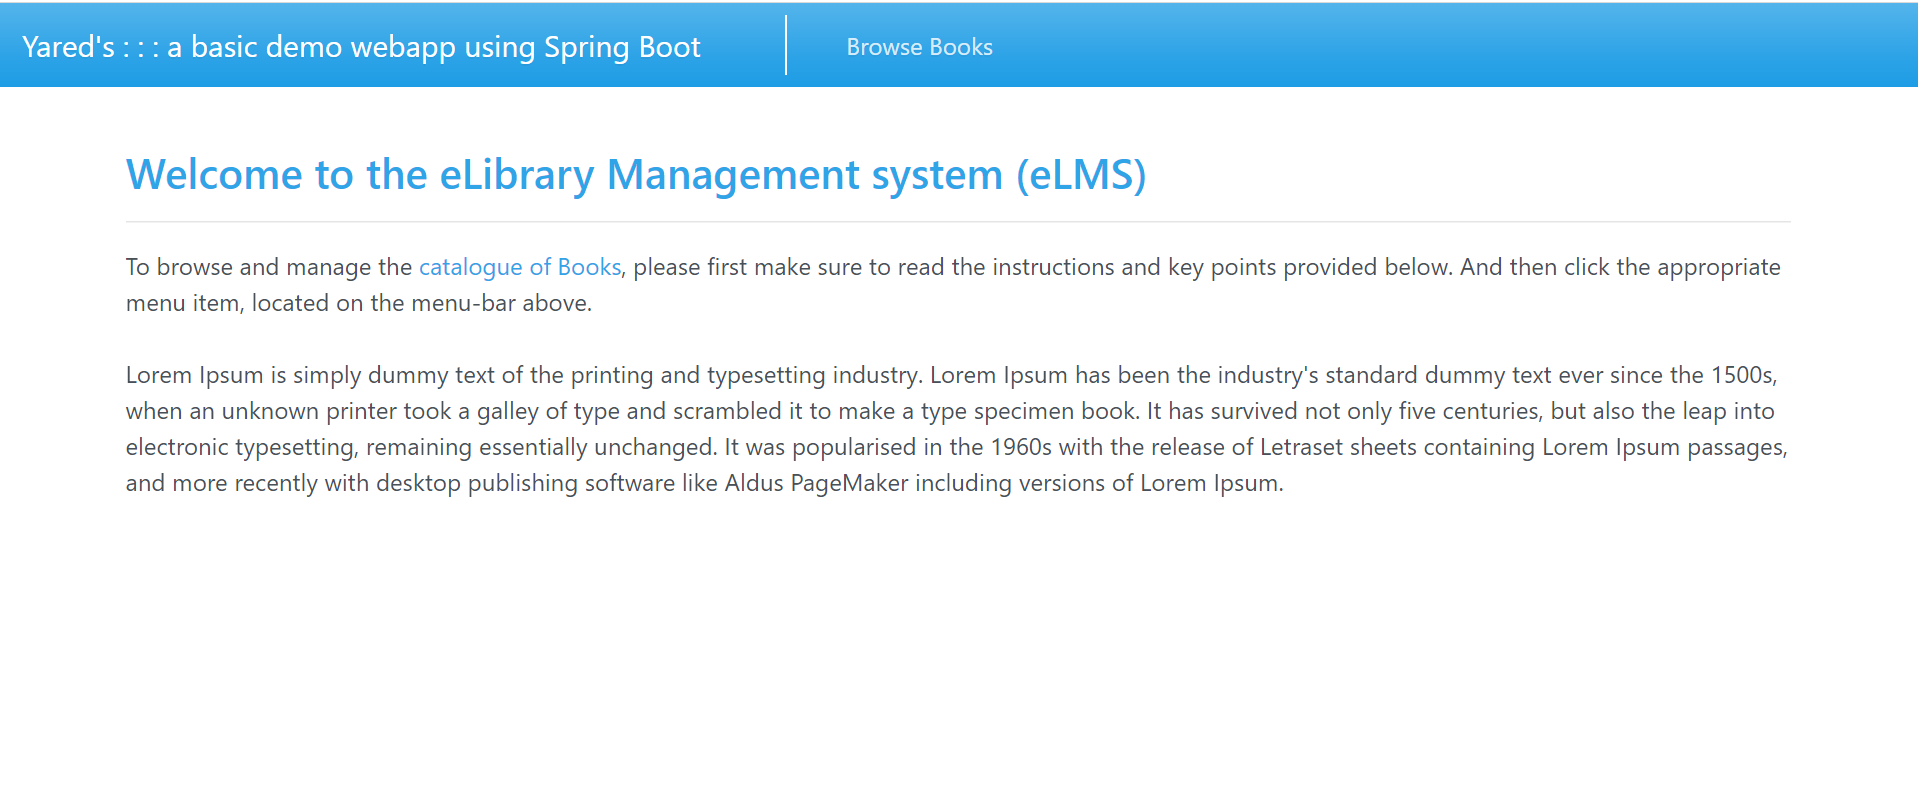 Yared's : : : a basic demo webapp using Spring Boot
Browse Books
Welcome to the eLibrary Management system (eLMS)
To browse and manage the catalogue of Books, please first make sure to read the instructions and key points provided below. And then click the appropriate
menu item, located on the menu-bar above.
Lorem Ipsum is simply dummy text of the printing and typesetting industry. Lorem Ipsum has been the industry's standard dummy text ever since the 1500s,
when an unknown printer took a galley of type and scrambled it to make a type specimen book. It has survived not only five centuries, but also the leap into
electronic typesetting, remaining essentially unchanged. It was popularised in the 1960s with the release of Letraset sheets containing Lorem Ipsum passages,
and more recently with desktop publishing software like Aldus PageMaker including versions of Lorem Ipsum.